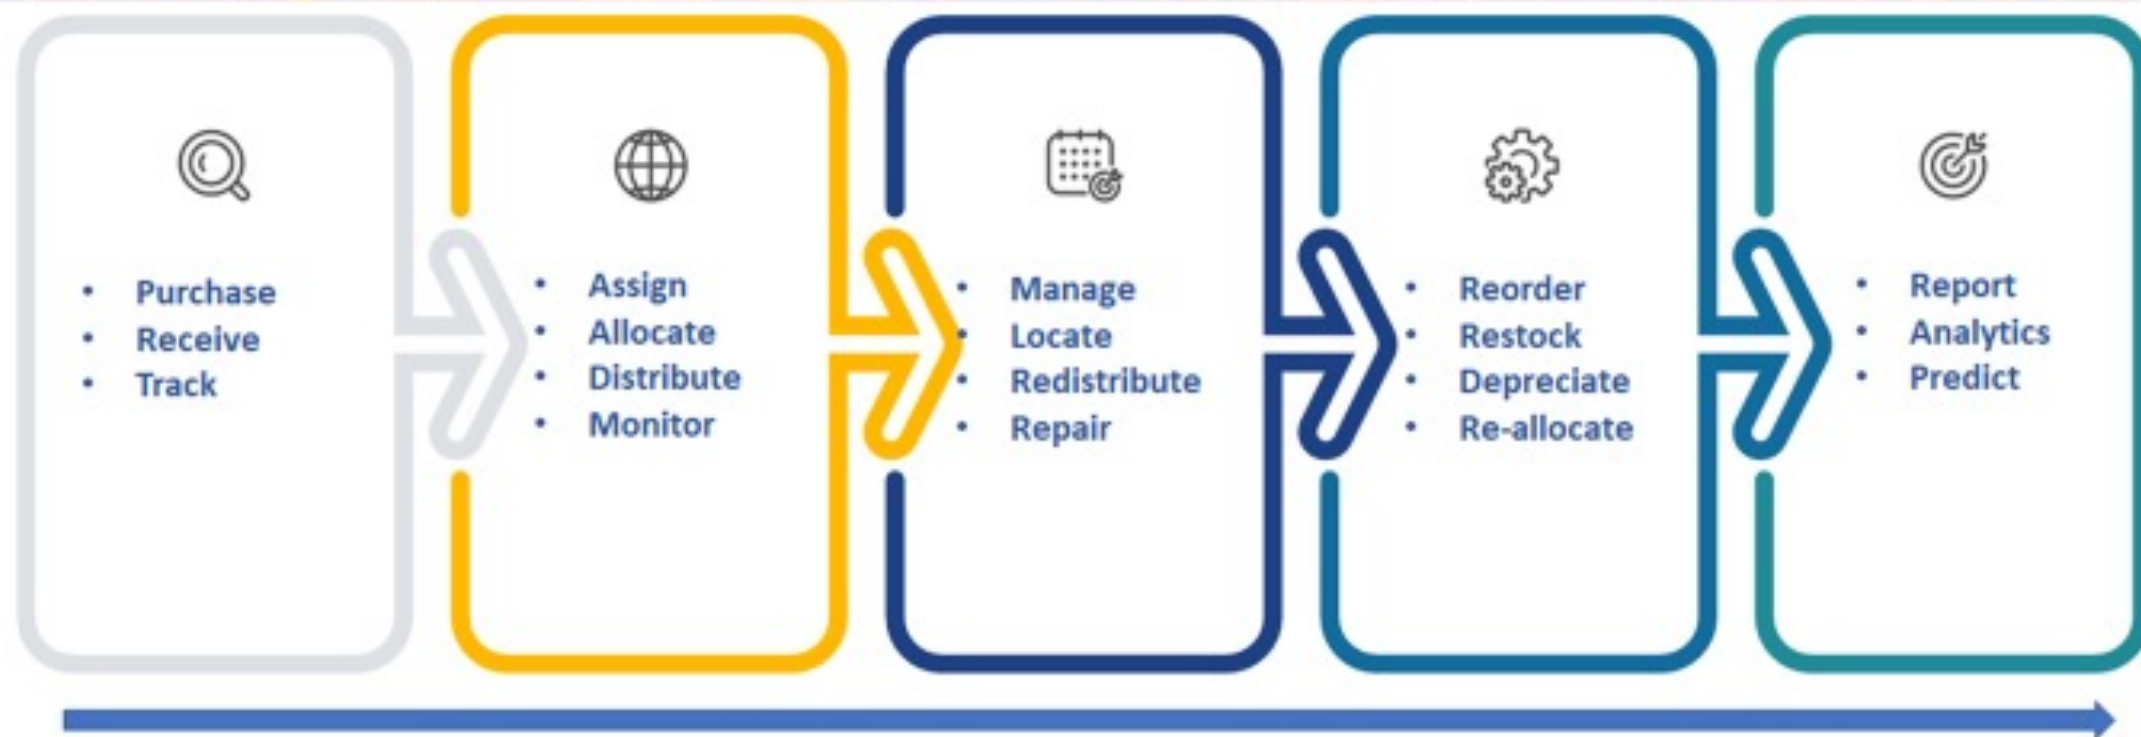 • Purchase
• Receive
• Track
• Assign
• Allocate
• Distribute
• Monitor
• Manage
• Locate
• Redistribute
• Repair
• Reorder
• Restock
• Depreciate
• Re-allocate
• Report
• Analytics
• Predict